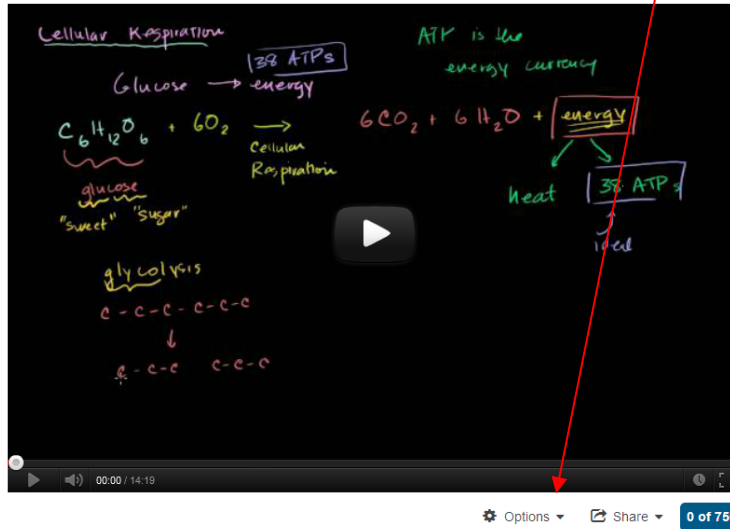 Cellular Respiration
ATP is the
energy currency
38 ATPs
Glucose → energy
C6H12O6 + 6O2 → 6CO2 + 6H2O + energy
Cellular
Respiration
glucose
"sweet" "sugar"
heat
38 ATPs
ideal
glycolysis
C - C - C - C - C - C
↓
C - C - C C - C - C
00:00 / 14:19
Options
Share
0 of 75